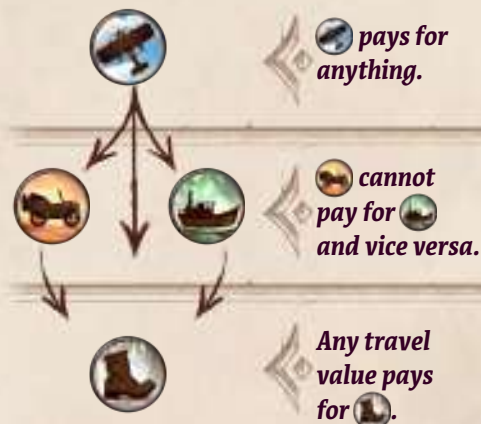 pays for
anything.
cannot
pay for
and vice versa.
Any travel
value pays
for .